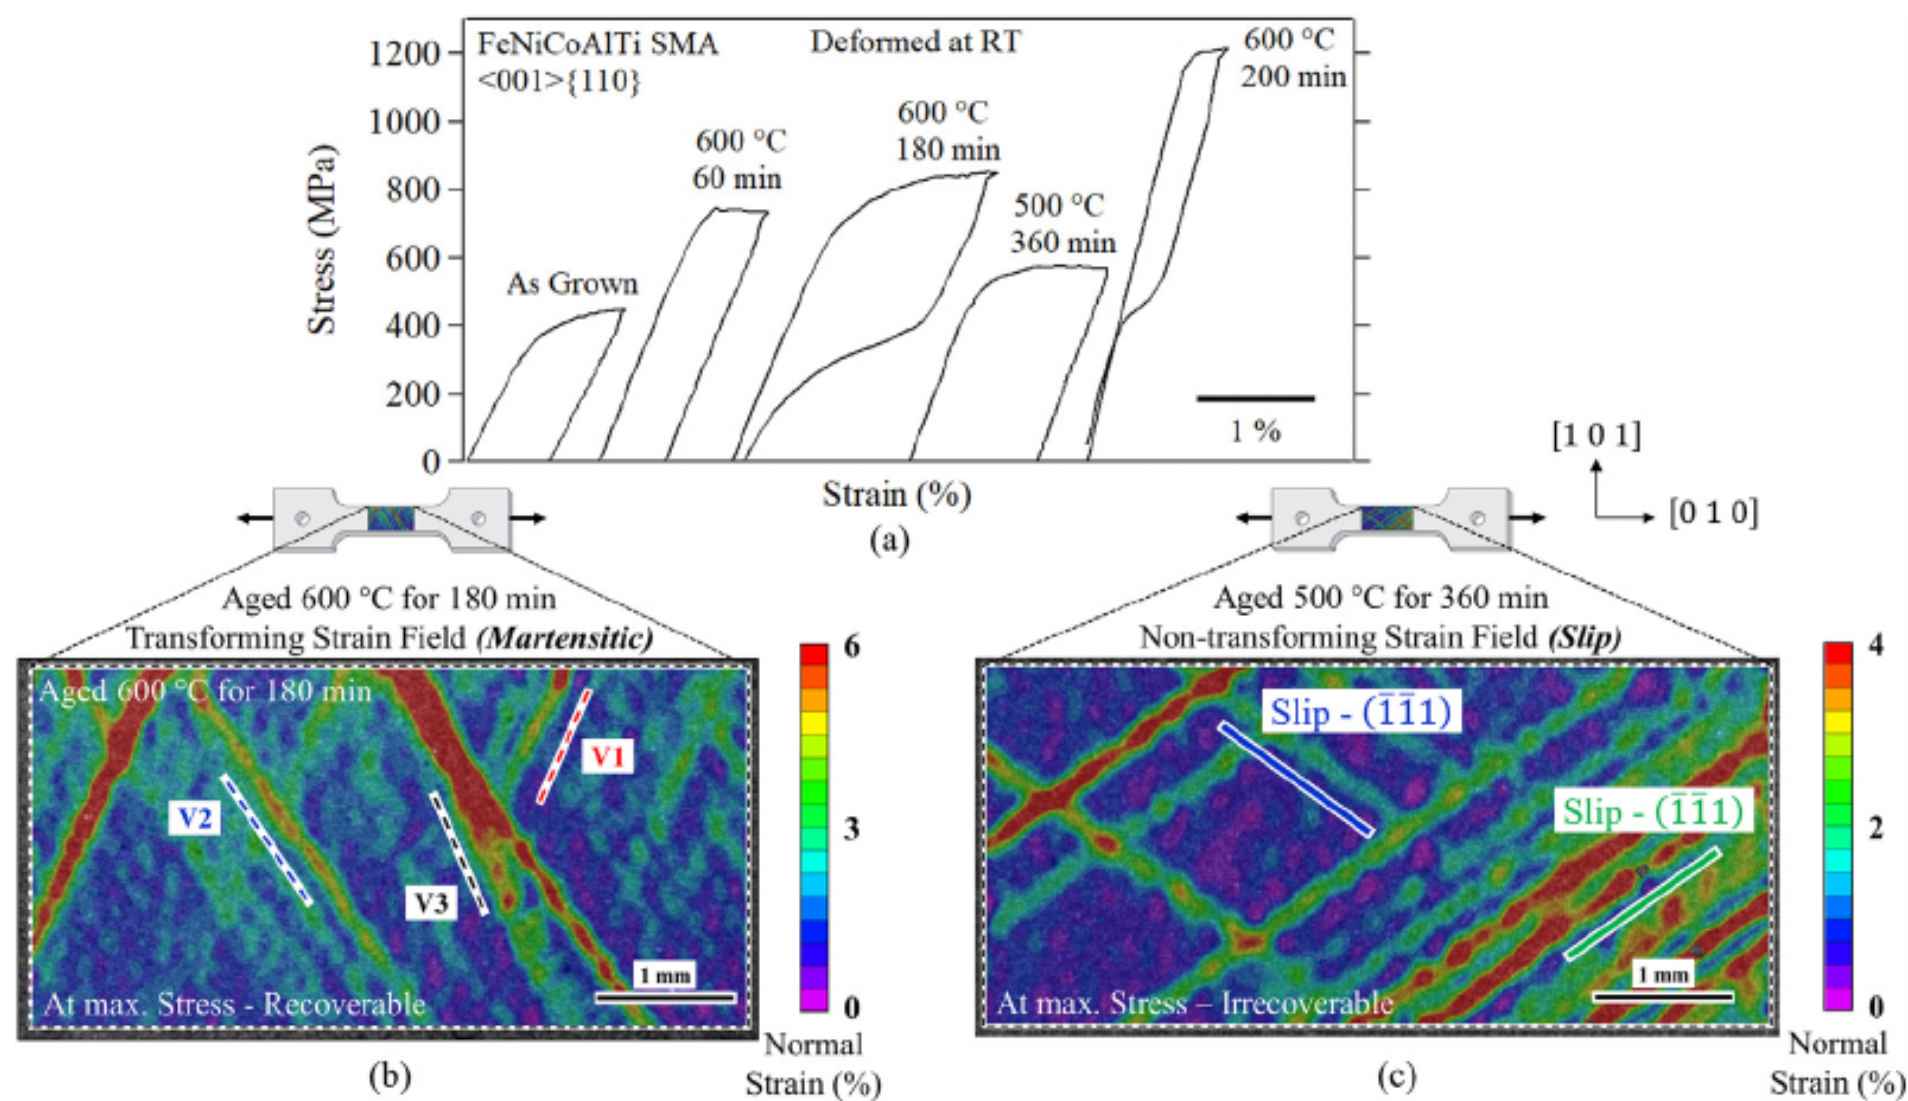 FeNiCoAlTi SMA
<001>{110}
Deformed at RT
Stress (MPa)
1200
1000
800
600
400
200
0
As Grown
600 °C
60 min
600 °C
180 min
500 °C
360 min
600 °C
200 min
1 %
Strain (%)
(a)
[1 0 1]
[0 1 0]
Aged 600 °C for 180 min
Transforming Strain Field (Martensitic)
Aged 600 °C for 180 min
V1
V2
V3
1 mm
At max. Stress - Recoverable
6
3
0
Normal
Strain (%)
(b)
Aged 500 °C for 360 min
Non-transforming Strain Field (Slip)
Slip - (1̅1̅1)
Slip - (1̅1̅1)
1 mm
At max. Stress – Irrecoverable
4
2
0
Normal
Strain (%)
(c)